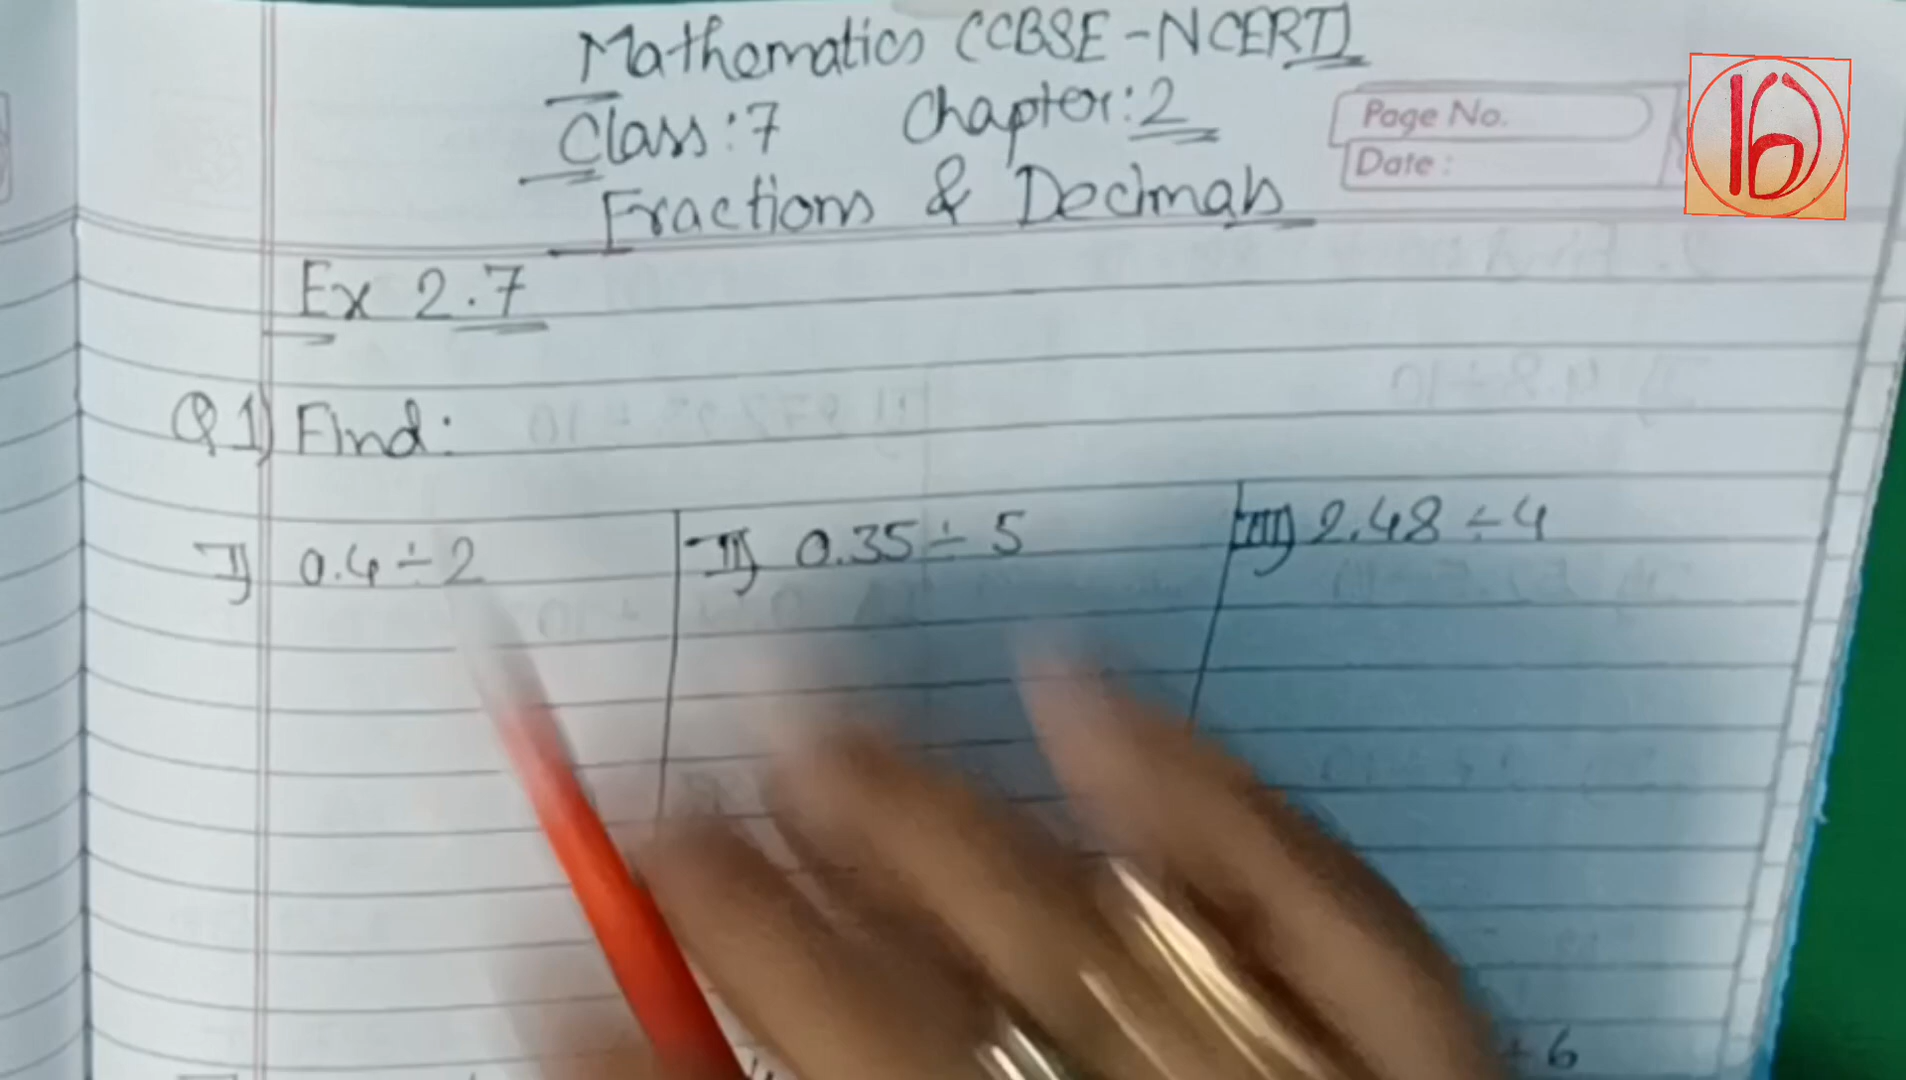 Mathematics (CBSE-NCERT)
Class: 7 Chapter: 2
Page No.
Date:
Fractions & Decimals
Ex 2.7
Q1) Find:
I) 0.4 ÷ 2
II) 0.35 ÷ 5
III) 2.48 ÷ 4
6